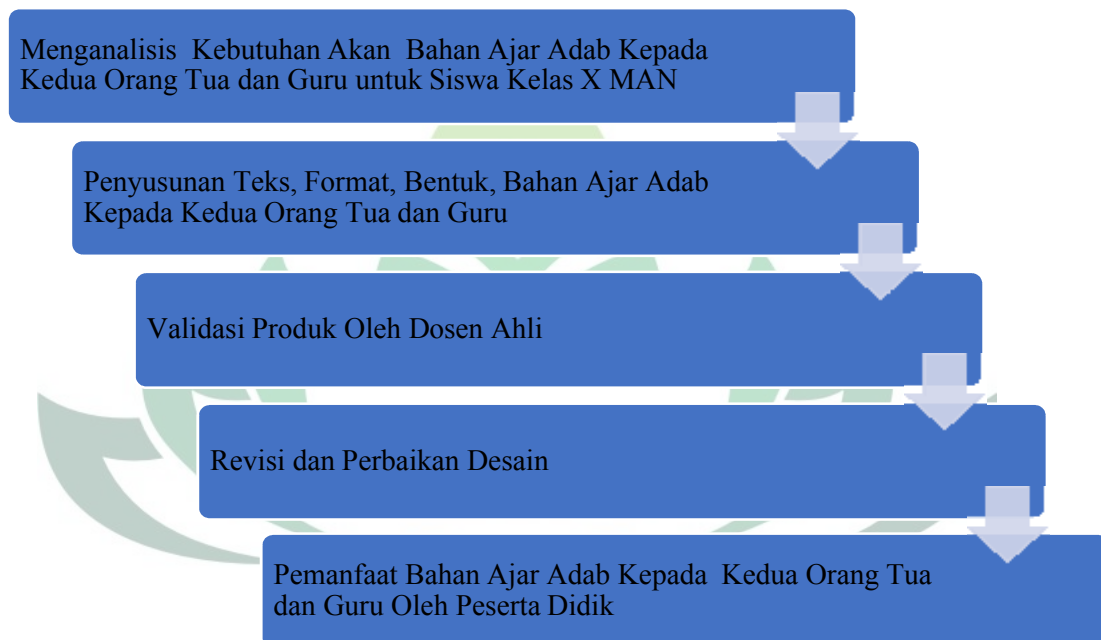 Menganalisis Kebutuhan Akan Bahan Ajar Adab Kepada
Kedua Orang Tua dan Guru untuk Siswa Kelas X MAN
Penyusunan Teks, Format, Bentuk, Bahan Ajar Adab
Kepada Kedua Orang Tua dan Guru
Validasi Produk Oleh Dosen Ahli
Revisi dan Perbaikan Desain
Pemanfaat Bahan Ajar Adab Kepada Kedua Orang Tua
dan Guru Oleh Peserta Didik